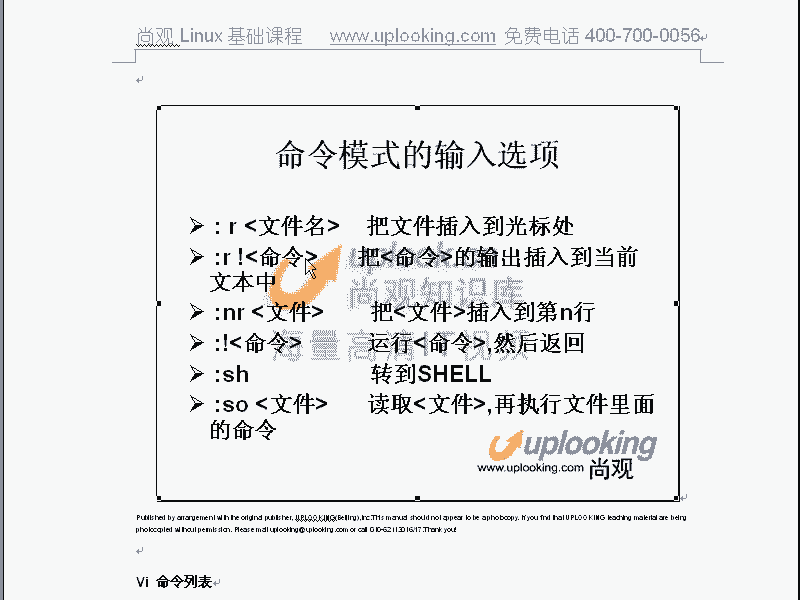 尚观 Linux 基础课程 www.uplooking.com 免费电话 400-700-0056
命令模式的输入选项
: r <文件名> 把文件插入到光标处
:r !<命令> 把<命令>的输出插入到当前
文本中
:nr <文件> 把<文件>插入到第n行
:!<命令> 运行<命令>,然后返回
:sh 转到SHELL
:so <文件> 读取<文件>,再执行文件里面
的命令
uplooking
尚观知识库
海量高清IT视频
uplooking
www.uplooking.com 尚观
Published by arrangement with the original publisher, UPLOOKING(Beijing),Inc.This manual should not appear to be a photocopy. If you find that UPLOOKING teaching material are being
photocopied without permission. Please mail uplooking@uplooking.com or call 010-62113016/17.Thank you!
Vi 命令列表